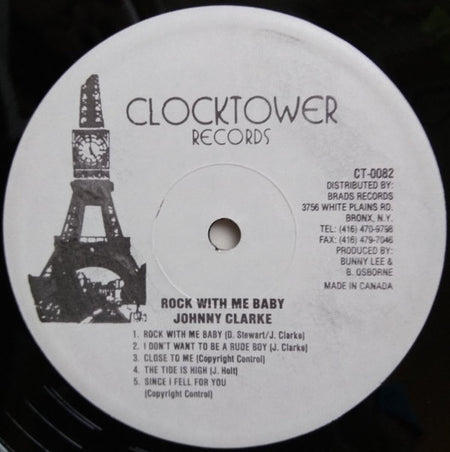 CLOCKTOWER
RECORDS
CT-0082
DISTRIBUTED BY:
BRADS RECORDS
3756 WHITE PLAINS RD.
BRONX, N.Y.
TEL: (416) 470-9798
FAX: (416) 479-7046
PRODUCED BY:
BUNNY LEE &
B. OSBORNE
MADE IN CANADA
ROCK WITH ME BABY
JOHNNY CLARKE
1. ROCK WITH ME BABY (D. Stewart/J. Clarke)
2. I DON'T WANT TO BE A RUDE BOY (J. Clarke)
3. CLOSE TO ME (Copyright Control)
4. THE TIDE IS HIGH (J. Holt)
5. SINCE I FELL FOR YOU
(Copyright Control)